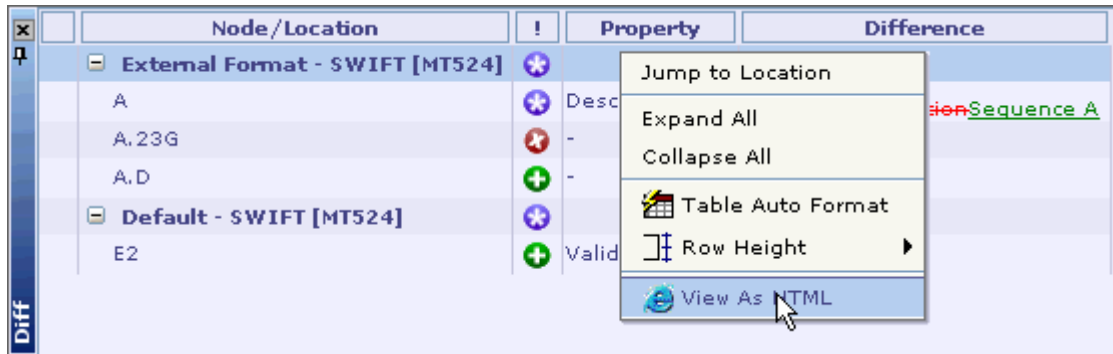 Node/Location ! Property Difference
External Format - SWIFT [MT524]
A Desc Sequence A
A.23G -
A.D -
Default - SWIFT [MT524]
E2 Valid
Jump to Location
Expand All
Collapse All
Table Auto Format
Row Height
View As HTML
Diff